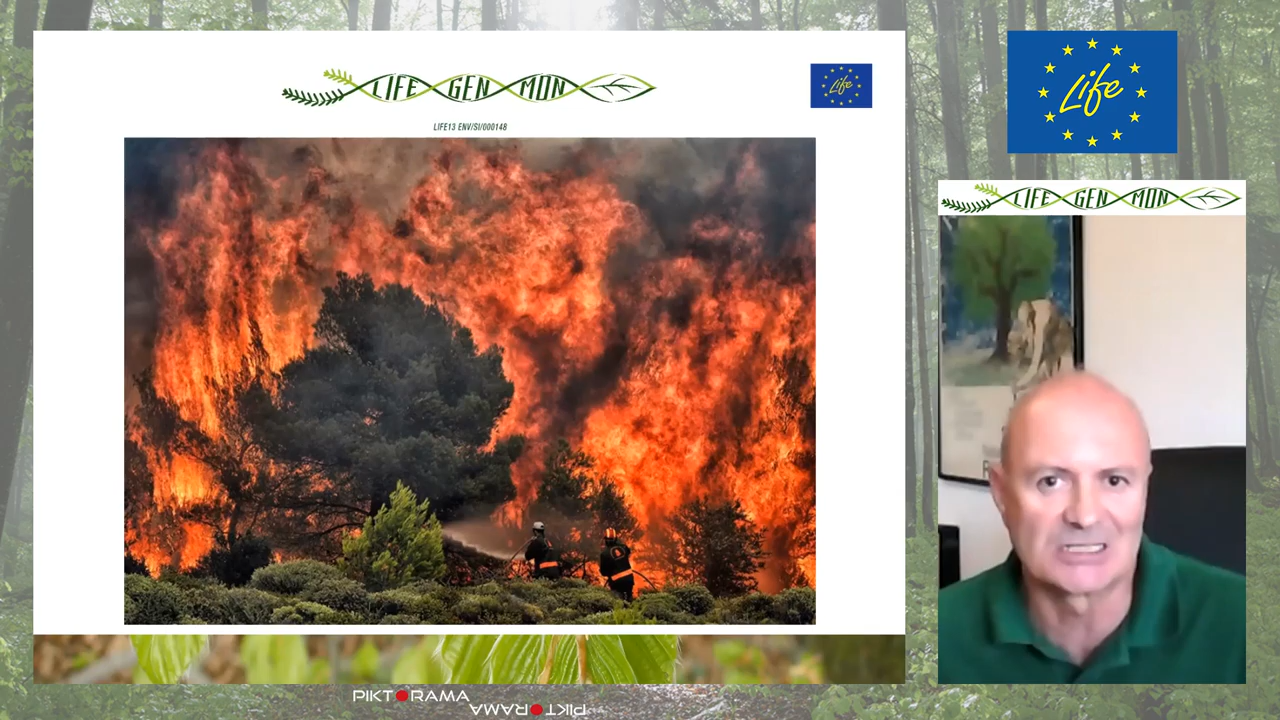 LIFE GEN MON
Life
LIFE13 ENV/SI/000148
Life
LIFE GEN MON
PIKTORAMA
PIKTORAMA